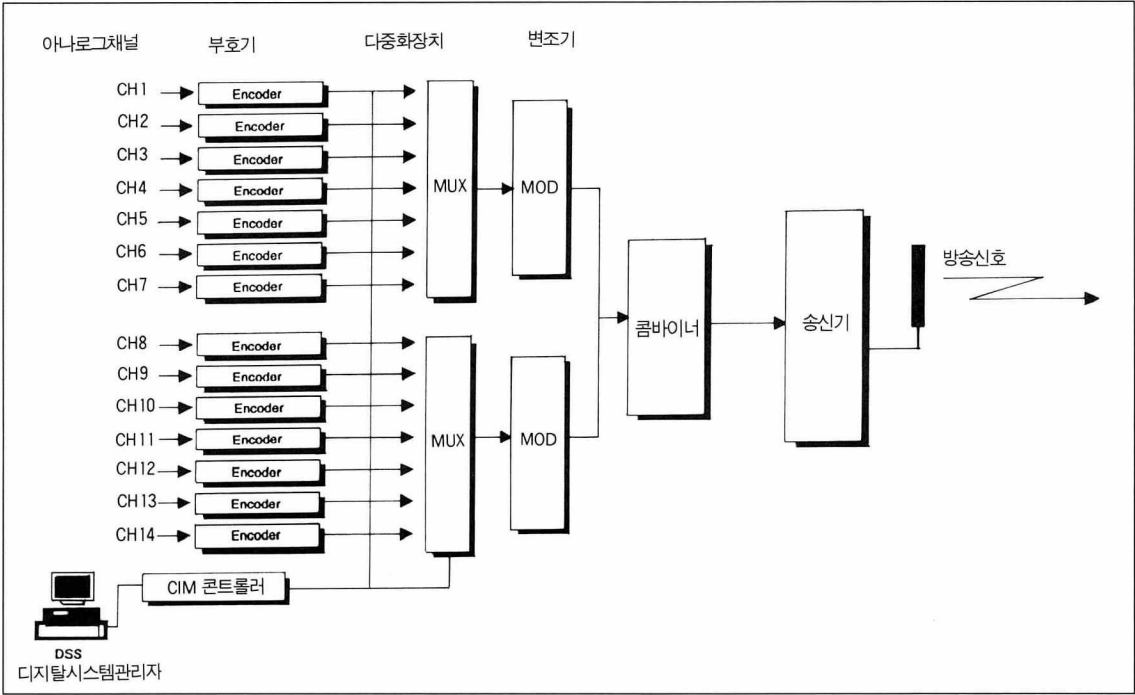 아나로그채널 부호기 다중화장치 변조기
CH1 Encoder
CH2 Encoder
CH3 Encoder
CH4 Encoder
CH5 Encoder
CH6 Encoder
CH7 Encoder
MUX MOD
CH8 Encoder
CH9 Encoder
CH10 Encoder
CH11 Encoder
CH12 Encoder
CH13 Encoder
CH14 Encoder
MUX MOD
콤바이너
송신기
방송신호
CIM 콘트롤러
DSS
디지탈시스템관리자